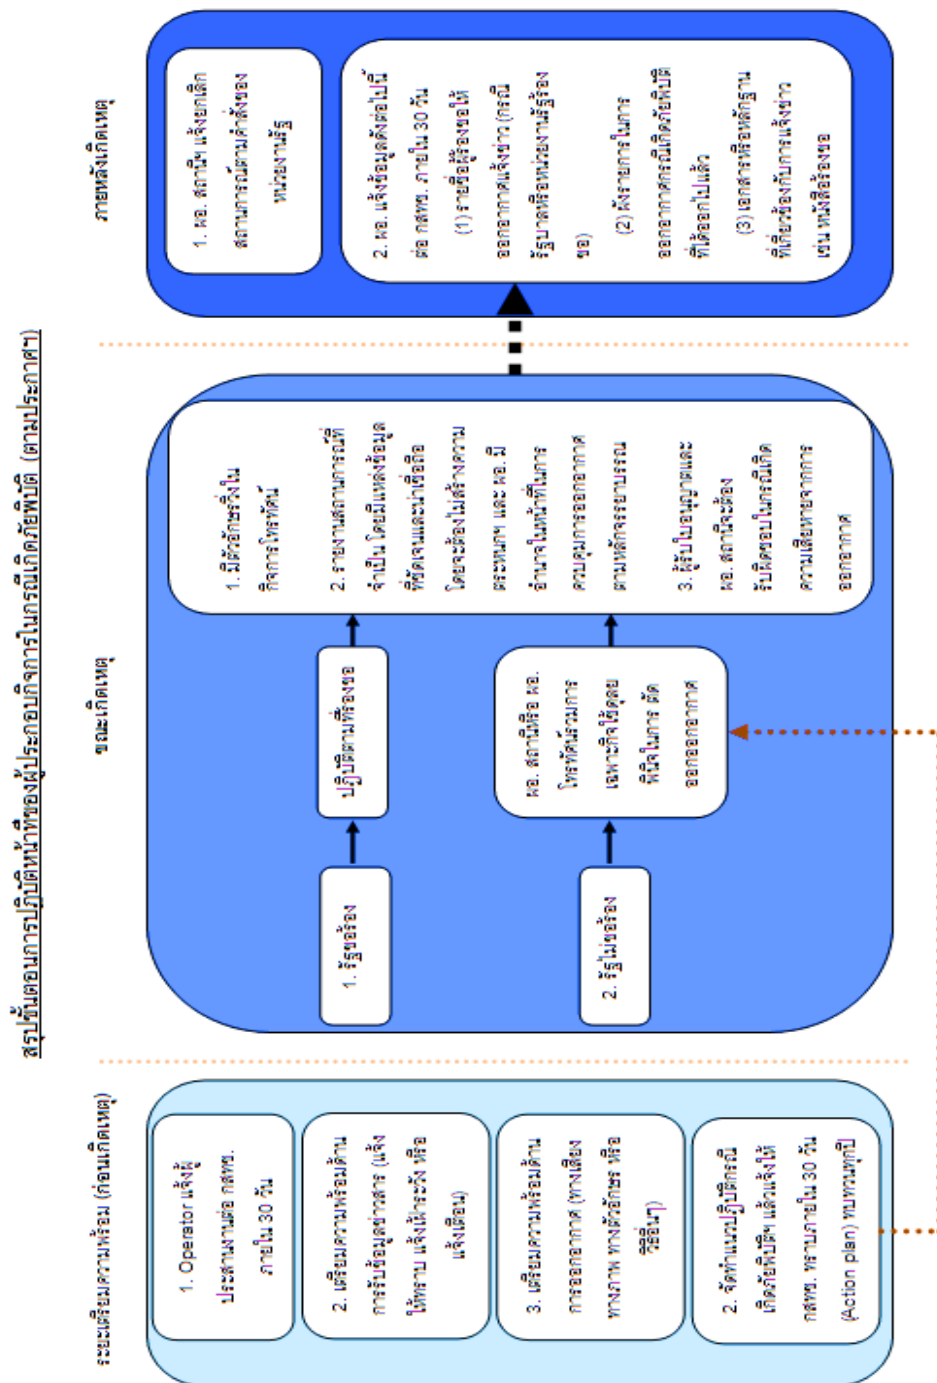 สรุปขั้นตอนการปฏิบัติหน้าที่ของผู้ประกอบกิจการในกรณีเกิดภัยพิบัติ (ตามประกาศฯ)
ระยะเตรียมความพร้อม (ก่อนเกิดเหตุ)
1. Operator แจ้งผู้
ประสานงานต่อ กสทช.
ภายใน 30 วัน
2. เตรียมความพร้อมด้าน
การรับข้อมูลข่าวสาร (แจ้ง
ให้ทราบ แจ้งเฝ้าระวัง หรือ
แจ้งเตือน)
3. เตรียมความพร้อมด้าน
การออกอากาศ (ทางเสียง
ทางภาพ ทางตัวอักษร หรือ
วิธีอื่นๆ)
2. จัดทำแนวปฏิบัติกรณี
เกิดภัยพิบัติฯ แล้วแจ้งให้
กสทช. ทราบภายใน 30 วัน
(Action plan) ทบทวนทุกปี
ขณะเกิดเหตุ
1. รัฐขอร้อง
ปฏิบัติตามที่ร้องขอ
2. รัฐไม่ขอร้อง
ผอ. สถานีหรือ ผอ.
โทรทัศน์รวมการ
เฉพาะกิจใช้ดุลย
พินิจในการ ตัด
ออกออกอากาศ
1. มีตัวอักษรวิ่งใน
กิจการโทรทัศน์
2. รายงานสถานการณ์ที่
จำเป็น โดยมีแหล่งข้อมูล
ที่ชัดเจนและน่าเชื่อถือ
โดยจะต้องไม่สร้างความ
ตระหนกฯ และ ผอ. มี
อำนาจในหน้าที่ในการ
ควบคุมการออกอากาศ
ตามหลักจรรยาบรรณ
3. ผู้รับใบอนุญาตและ
ผอ. สถานีจะต้อง
รับผิดชอบในกรณีเกิด
ความเสียหายจากการ
ออกอากาศ
ภายหลังเกิดเหตุ
1. ผอ. สถานีฯ แจ้งยกเลิก
สถานการณ์ตามคำสั่งของ
หน่วยงานรัฐ
2. ผอ. แจ้งข้อมูลดังต่อไปนี้
ต่อ กสทช. ภายใน 30 วัน
(1) รายชื่อผู้ร้องขอให้
ออกอากาศแจ้งข่าว (กรณี
รัฐบาลหรือหน่วยงานรัฐร้อง
ขอ)
(2) ผังรายการในการ
ออกอากาศกรณีเกิดภัยพิบัติ
ที่ได้ออกไปแล้ว
(3) เอกสารหรือหลักฐาน
ที่เกี่ยวข้องกับการแจ้งข่าว
เช่น หนังสือร้องขอ